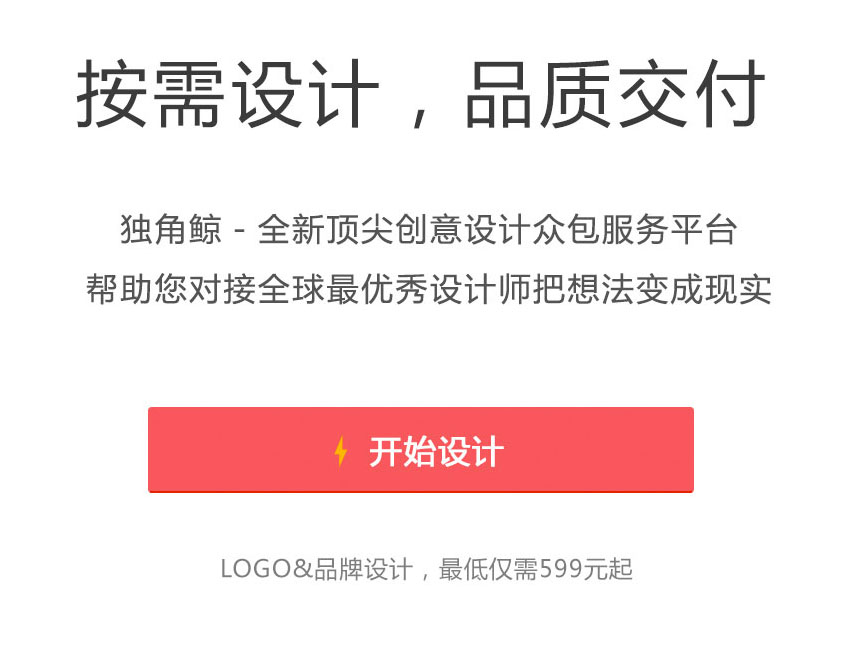 按需设计，品质交付
独角鲸 - 全新顶尖创意设计众包服务平台
帮助您对接全球最优秀设计师把想法变成现实
开始设计
LOGO&品牌设计，最低仅需599元起